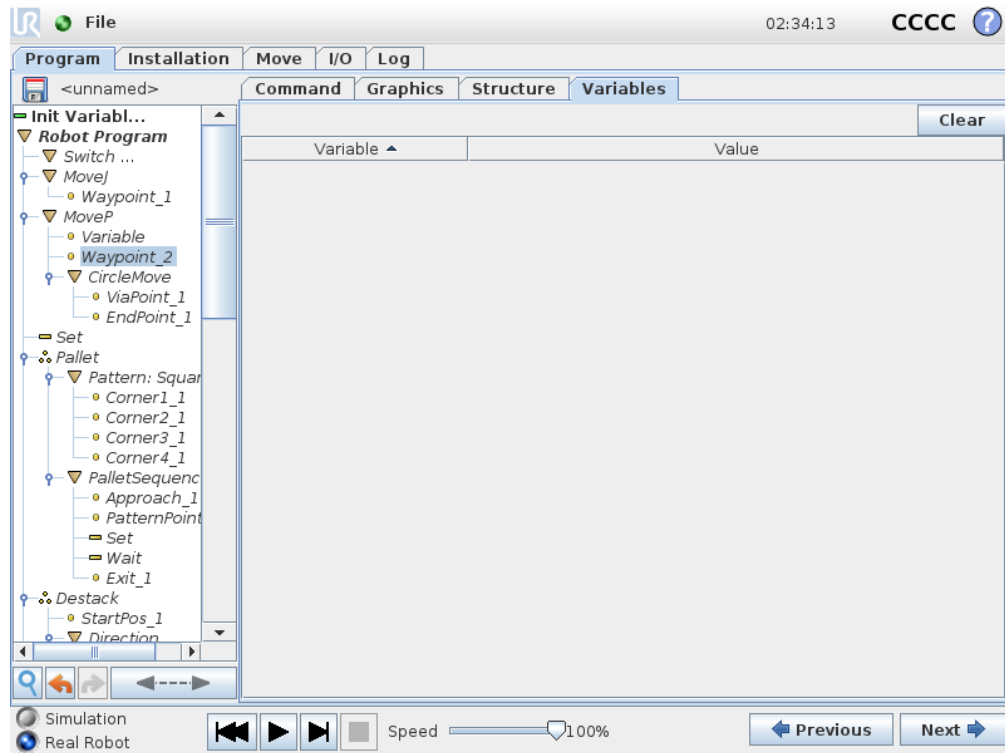 UR File 02:34:13 CCCC ?
Program Installation Move I/O Log
<unnamed> Command Graphics Structure Variables
Clear
Variable Value
Init Variabl...
Robot Program
Switch ...
MoveJ
Waypoint_1
MoveP
Variable
Waypoint_2
CircleMove
ViaPoint_1
EndPoint_1
Set
Pallet
Pattern: Squar
Corner1_1
Corner2_1
Corner3_1
Corner4_1
PalletSequenc
Approach_1
PatternPoint
Set
Wait
Exit_1
Destack
StartPos_1
Direction
Simulation
Real Robot
Speed 100%
Previous Next